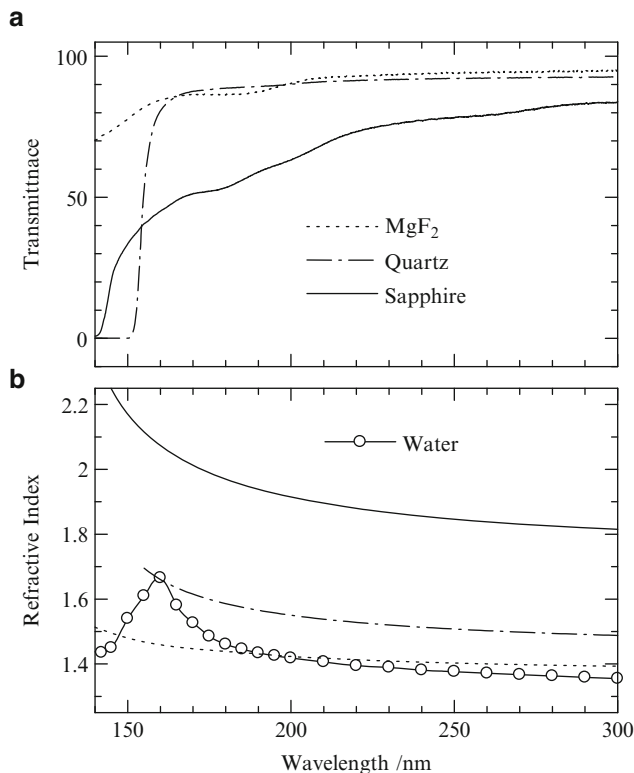 a
100
50
0
Transmittnace
MgF2
Quartz
Sapphire
b
2.2
2
1.8
1.6
1.4
Refractive Index
Water
150
200
250
300
Wavelength /nm